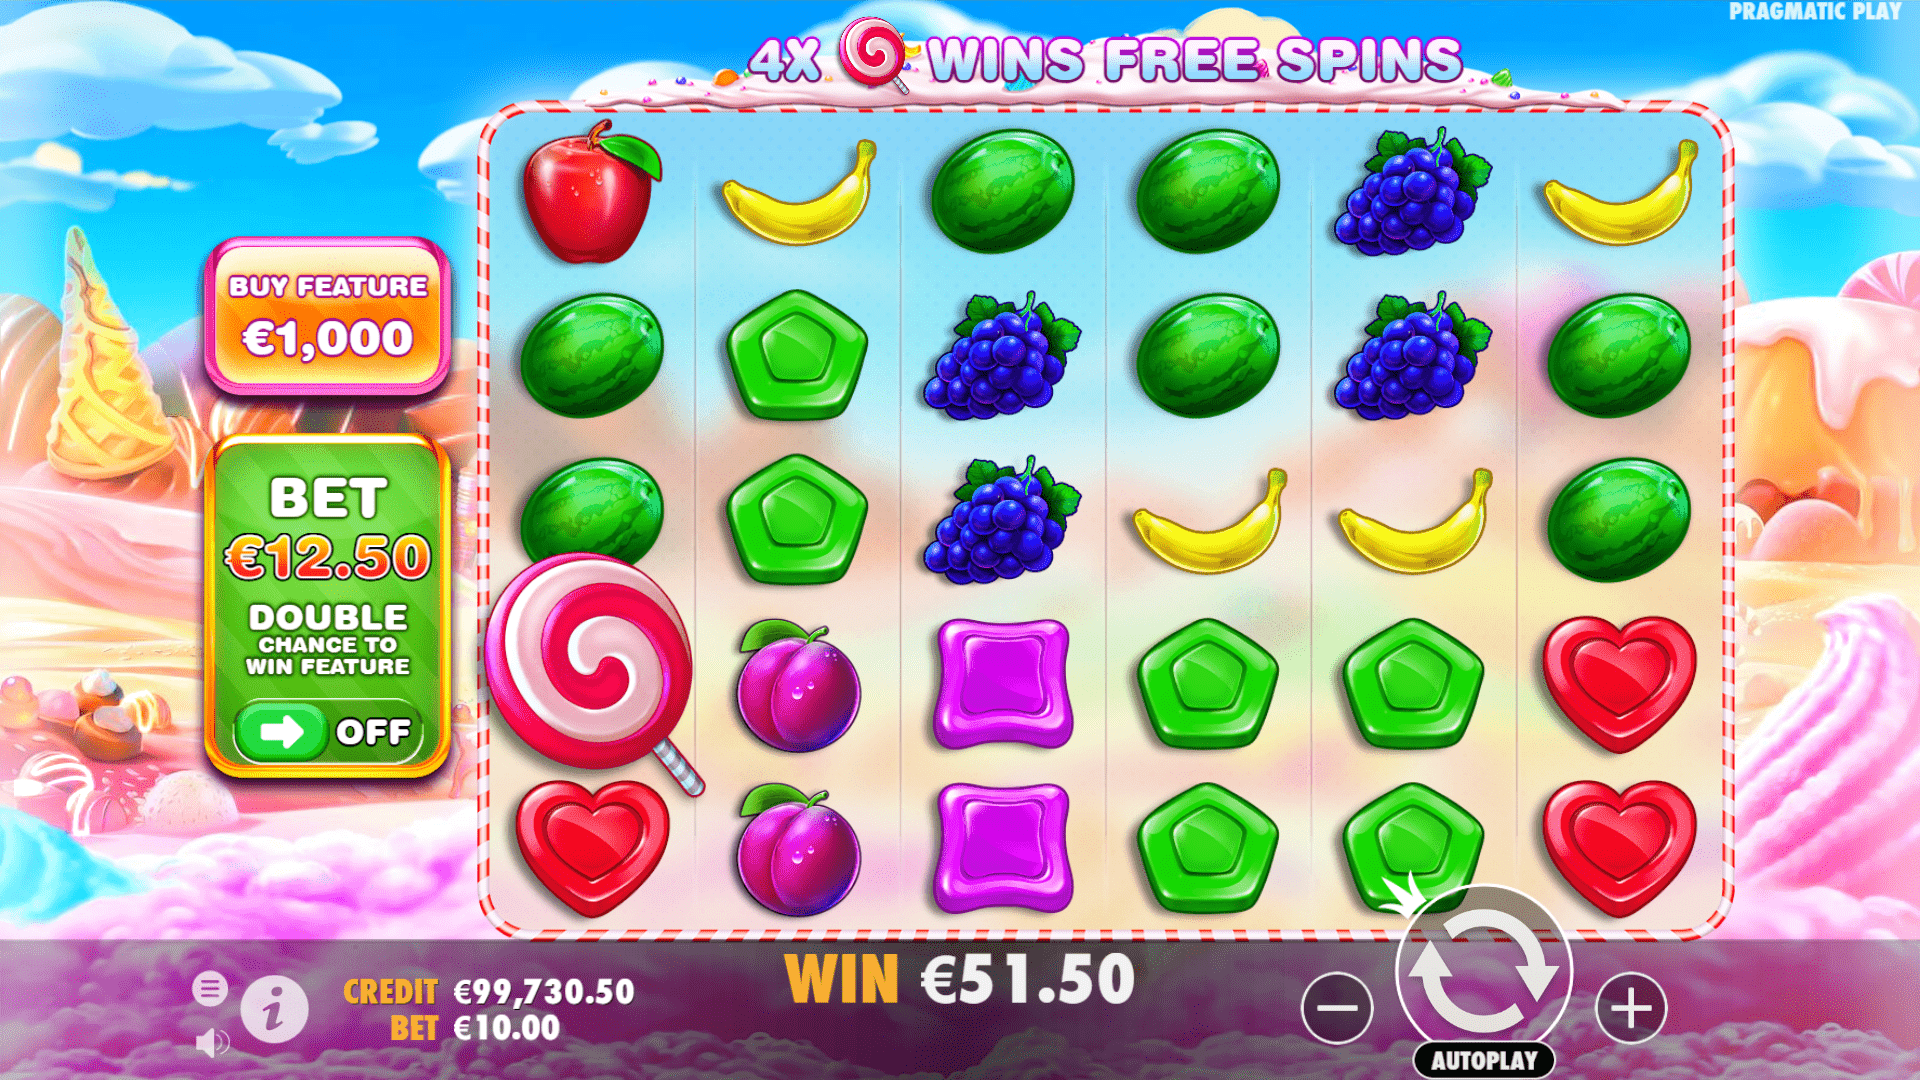 PRAGMATIC PLAY
4X WINS FREE SPINS
BUY FEATURE
€1,000
BET
€12.50
DOUBLE
CHANCE TO
WIN FEATURE
OFF
CREDIT €99,730.50
BET €10.00
WIN €51.50
AUTOPLAY